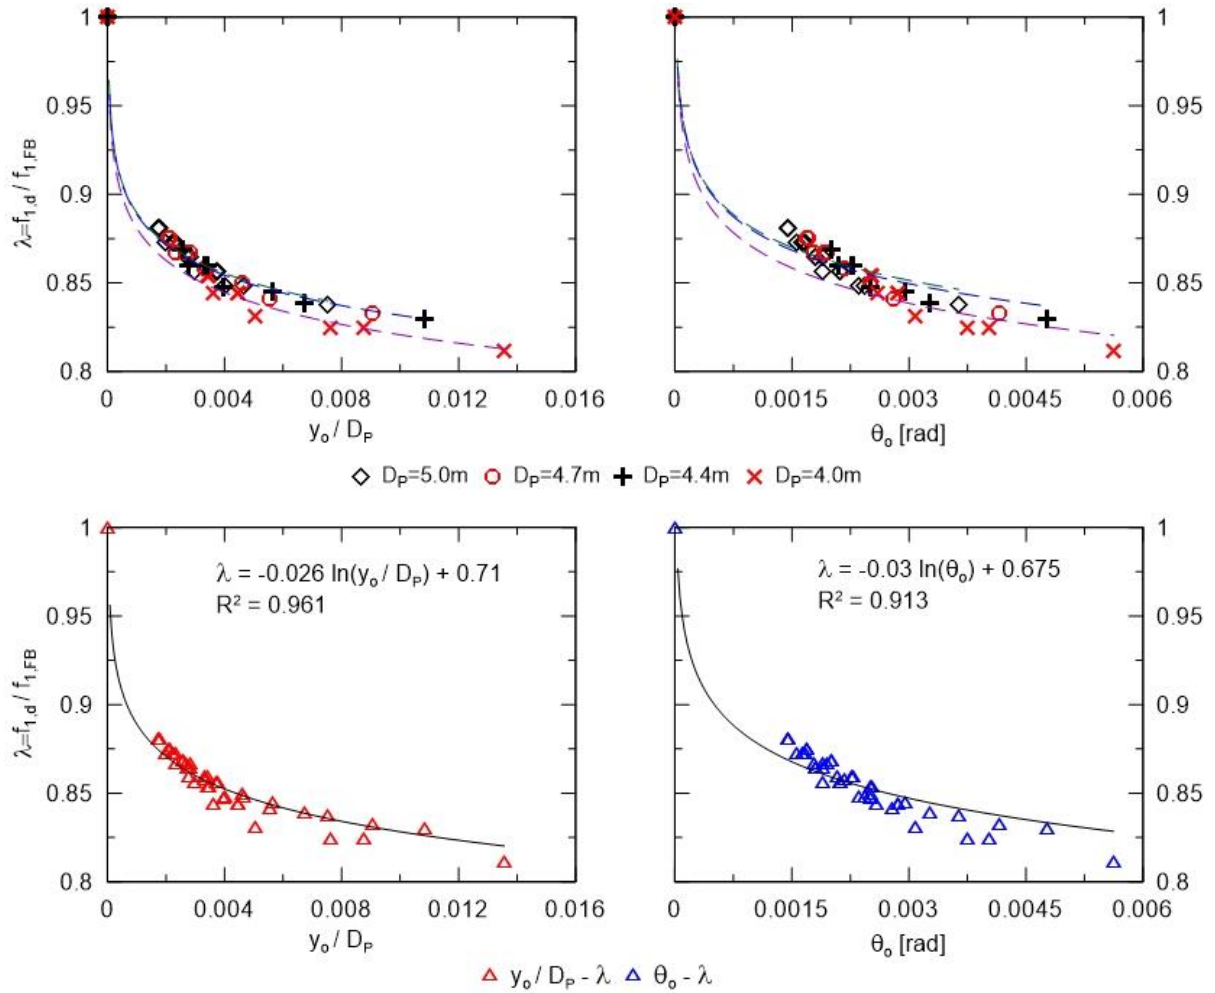 1
0.95
0.9
0.85
0.8
λ=f1,d / f1,FB
0 0.004 0.008 0.012 0.016
yo / DP
1
0.95
0.9
0.85
0.8
0 0.0015 0.003 0.0045 0.006
θo [rad]
DP=5.0m DP=4.7m DP=4.4m DP=4.0m
1
0.95
0.9
0.85
0.8
λ=f1,d / f1,FB
λ = -0.026 ln(yo / DP) + 0.71
R² = 0.961
0 0.004 0.008 0.012 0.016
yo / DP
λ = -0.03 ln(θo) + 0.675
R² = 0.913
1
0.95
0.9
0.85
0.8
0 0.0015 0.003 0.0045 0.006
θo [rad]
yo / DP - λ θo - λ